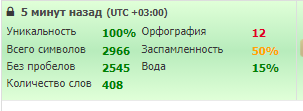 5 минут назад (UTC +03:00)
Уникальность 100% Орфография 12
Всего символов 2966 Заспамленность 50%
Без пробелов 2545 Вода 15%
Количество слов 408